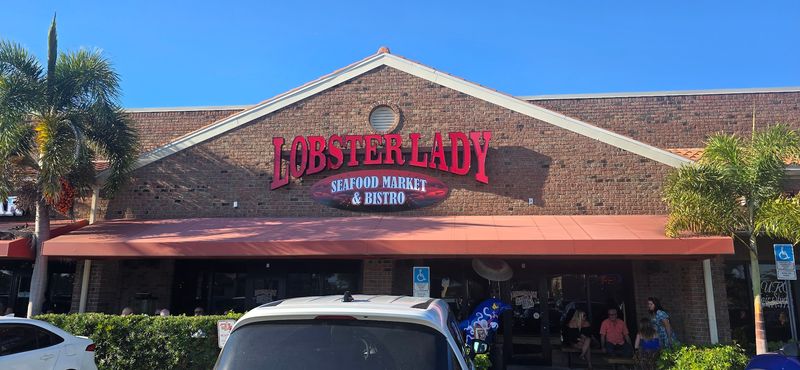 LOBSTER LADY
SEAFOOD MARKET
& BISTRO